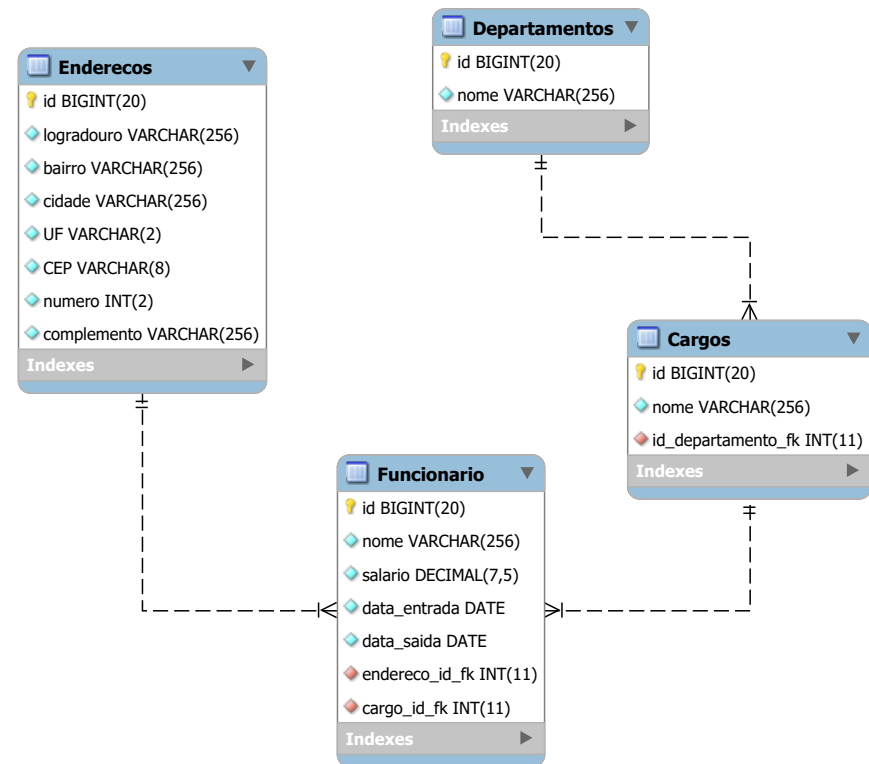 Enderecos
id BIGINT(20)
logradouro VARCHAR(256)
bairro VARCHAR(256)
cidade VARCHAR(256)
UF VARCHAR(2)
CEP VARCHAR(8)
numero INT(2)
complemento VARCHAR(256)
Indexes
Departamentos
id BIGINT(20)
nome VARCHAR(256)
Indexes
Cargos
id BIGINT(20)
nome VARCHAR(256)
id_departamento_fk INT(11)
Indexes
Funcionario
id BIGINT(20)
nome VARCHAR(256)
salario DECIMAL(7,5)
data_entrada DATE
data_saida DATE
endereco_id_fk INT(11)
cargo_id_fk INT(11)
Indexes